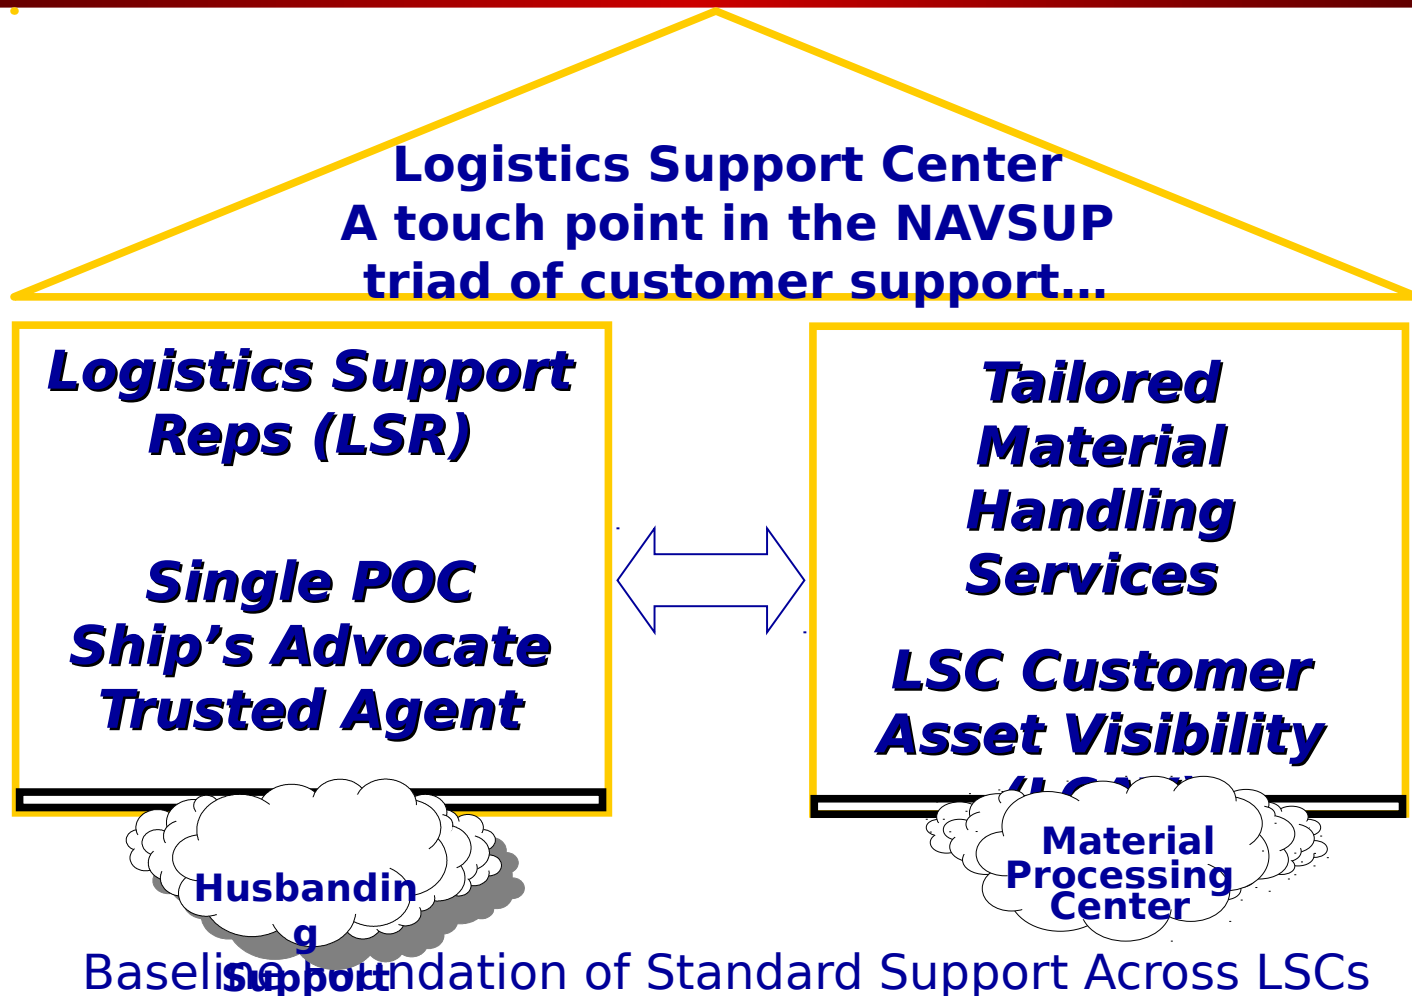 Logistics Support Center
A touch point in the NAVSUP
triad of customer support…
Logistics Support
Reps (LSR)
Single POC
Ship’s Advocate
Trusted Agent
Tailored
Material
Handling
Services
LSC Customer
Asset Visibility
Husbandin
g
Support
Material
Processing
Center
Baseline Foundation of Standard Support Across LSCs